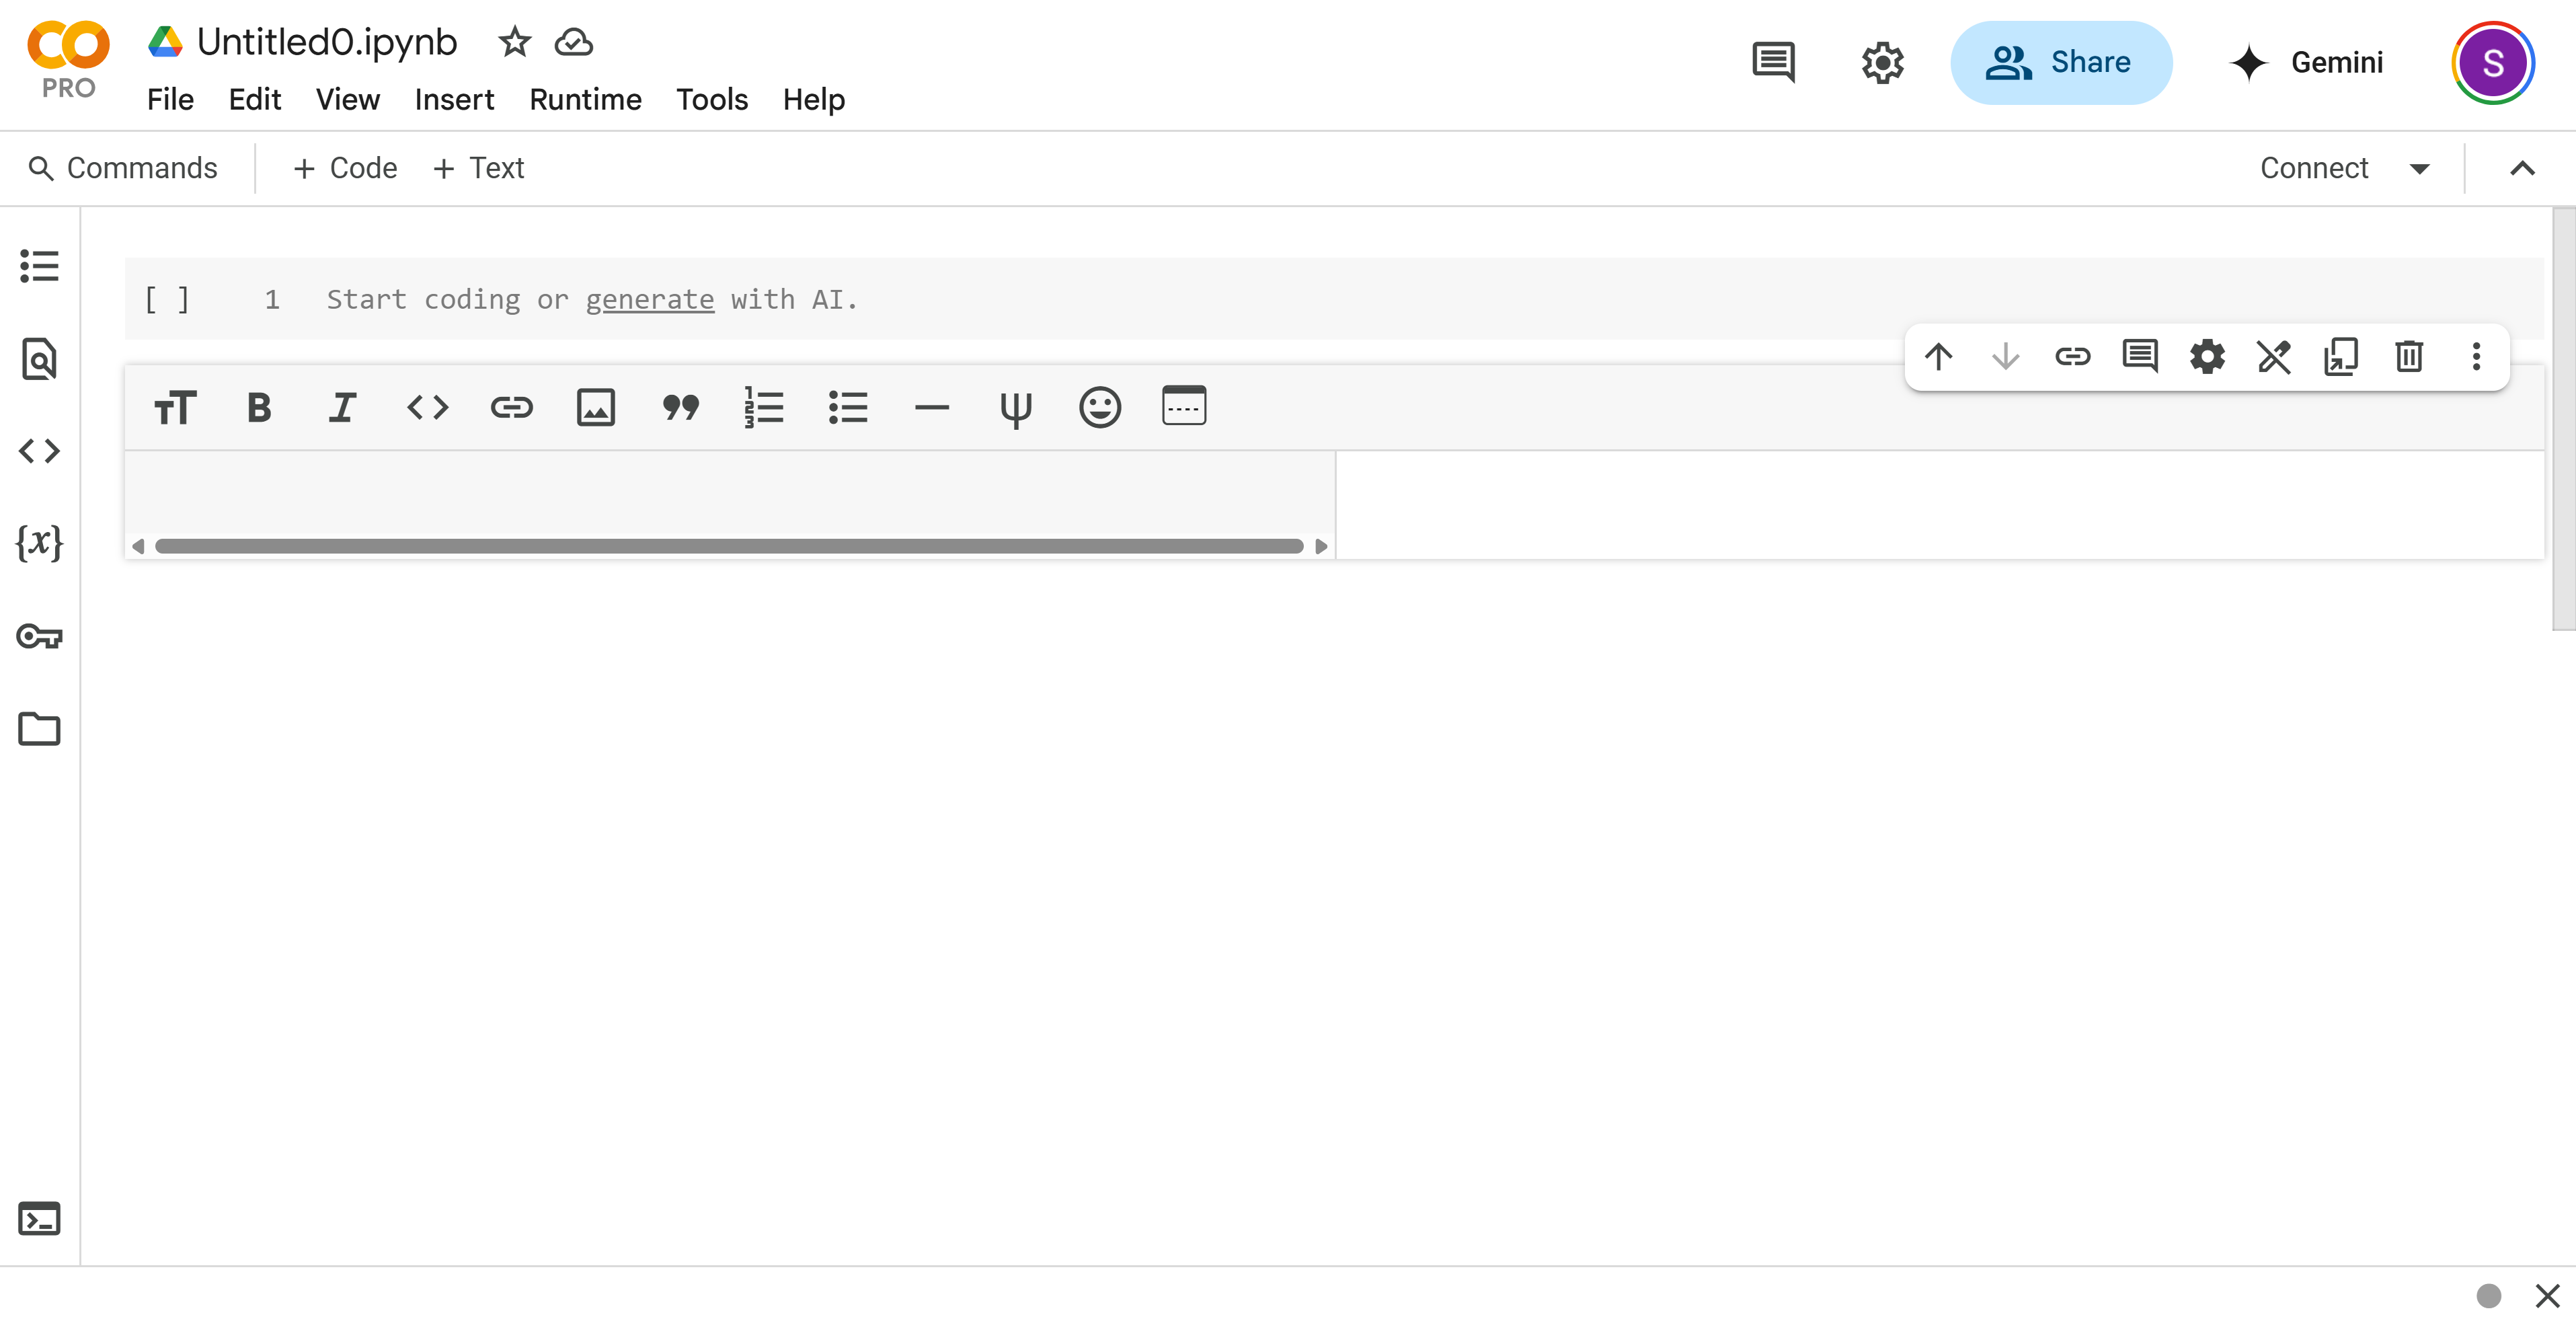 PRO
Untitled0.ipynb
File Edit View Insert Runtime Tools Help
Share
Gemini
S
Commands
+ Code + Text
Connect
[ ] 1 Start coding or generate with AI.